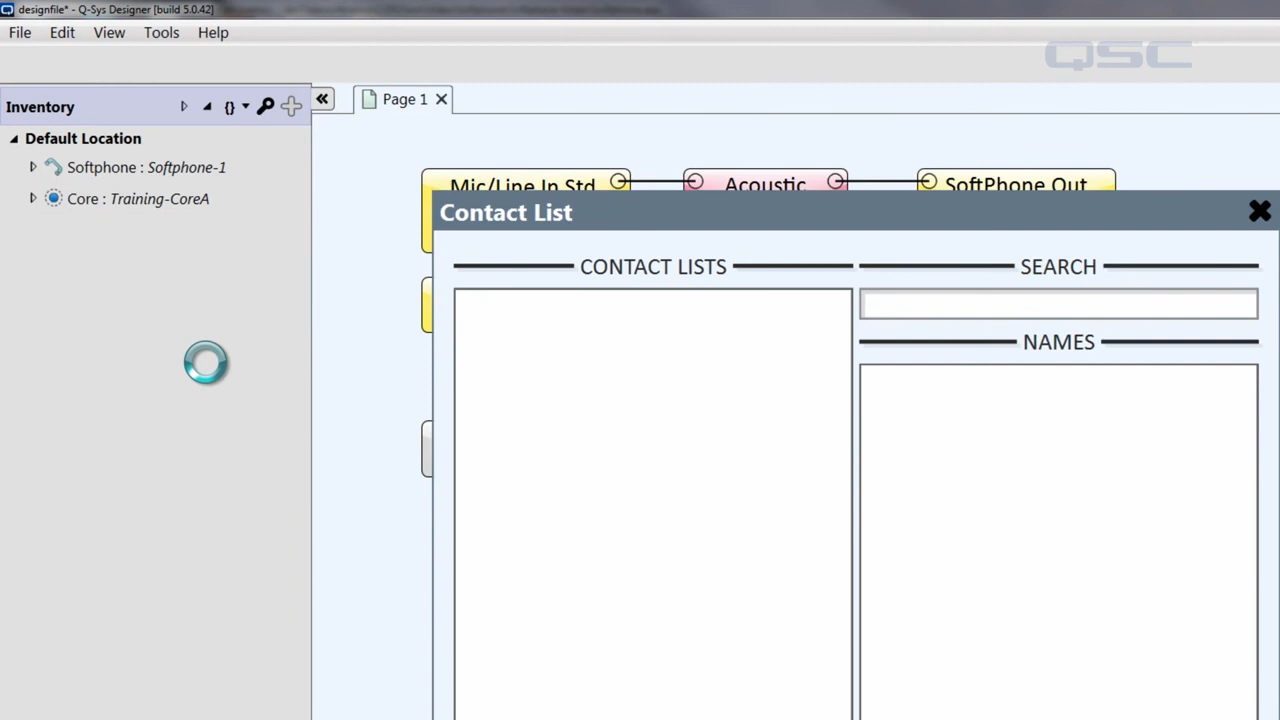 designfile* - Q-Sys Designer [build 5.0.42]
File Edit View Tools Help
QSC
Inventory {}
Page 1
Default Location
Softphone : Softphone-1
Core : Training-CoreA
Mic/Line In Std Acoustic SoftPhone Out
Contact List
CONTACT LISTS SEARCH
NAMES